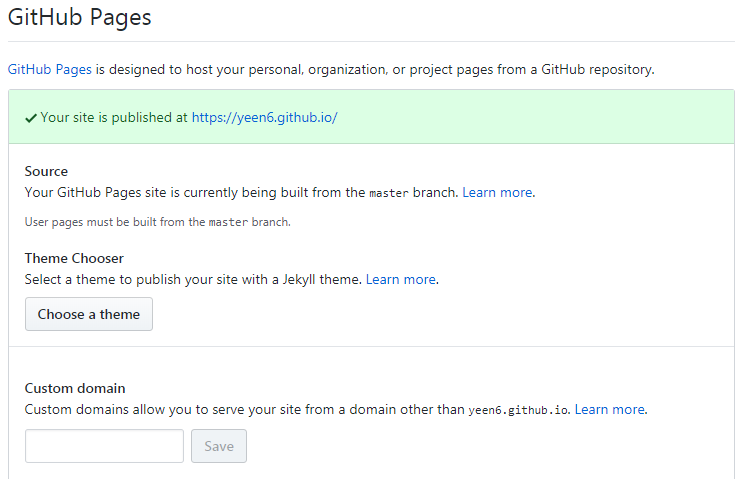 GitHub Pages
GitHub Pages is designed to host your personal, organization, or project pages from a GitHub repository.
Your site is published at https://yeen6.github.io/
Source
Your GitHub Pages site is currently being built from the master branch. Learn more.
User pages must be built from the master branch.
Theme Chooser
Select a theme to publish your site with a Jekyll theme. Learn more.
Choose a theme
Custom domain
Custom domains allow you to serve your site from a domain other than yeen6.github.io. Learn more.
Save